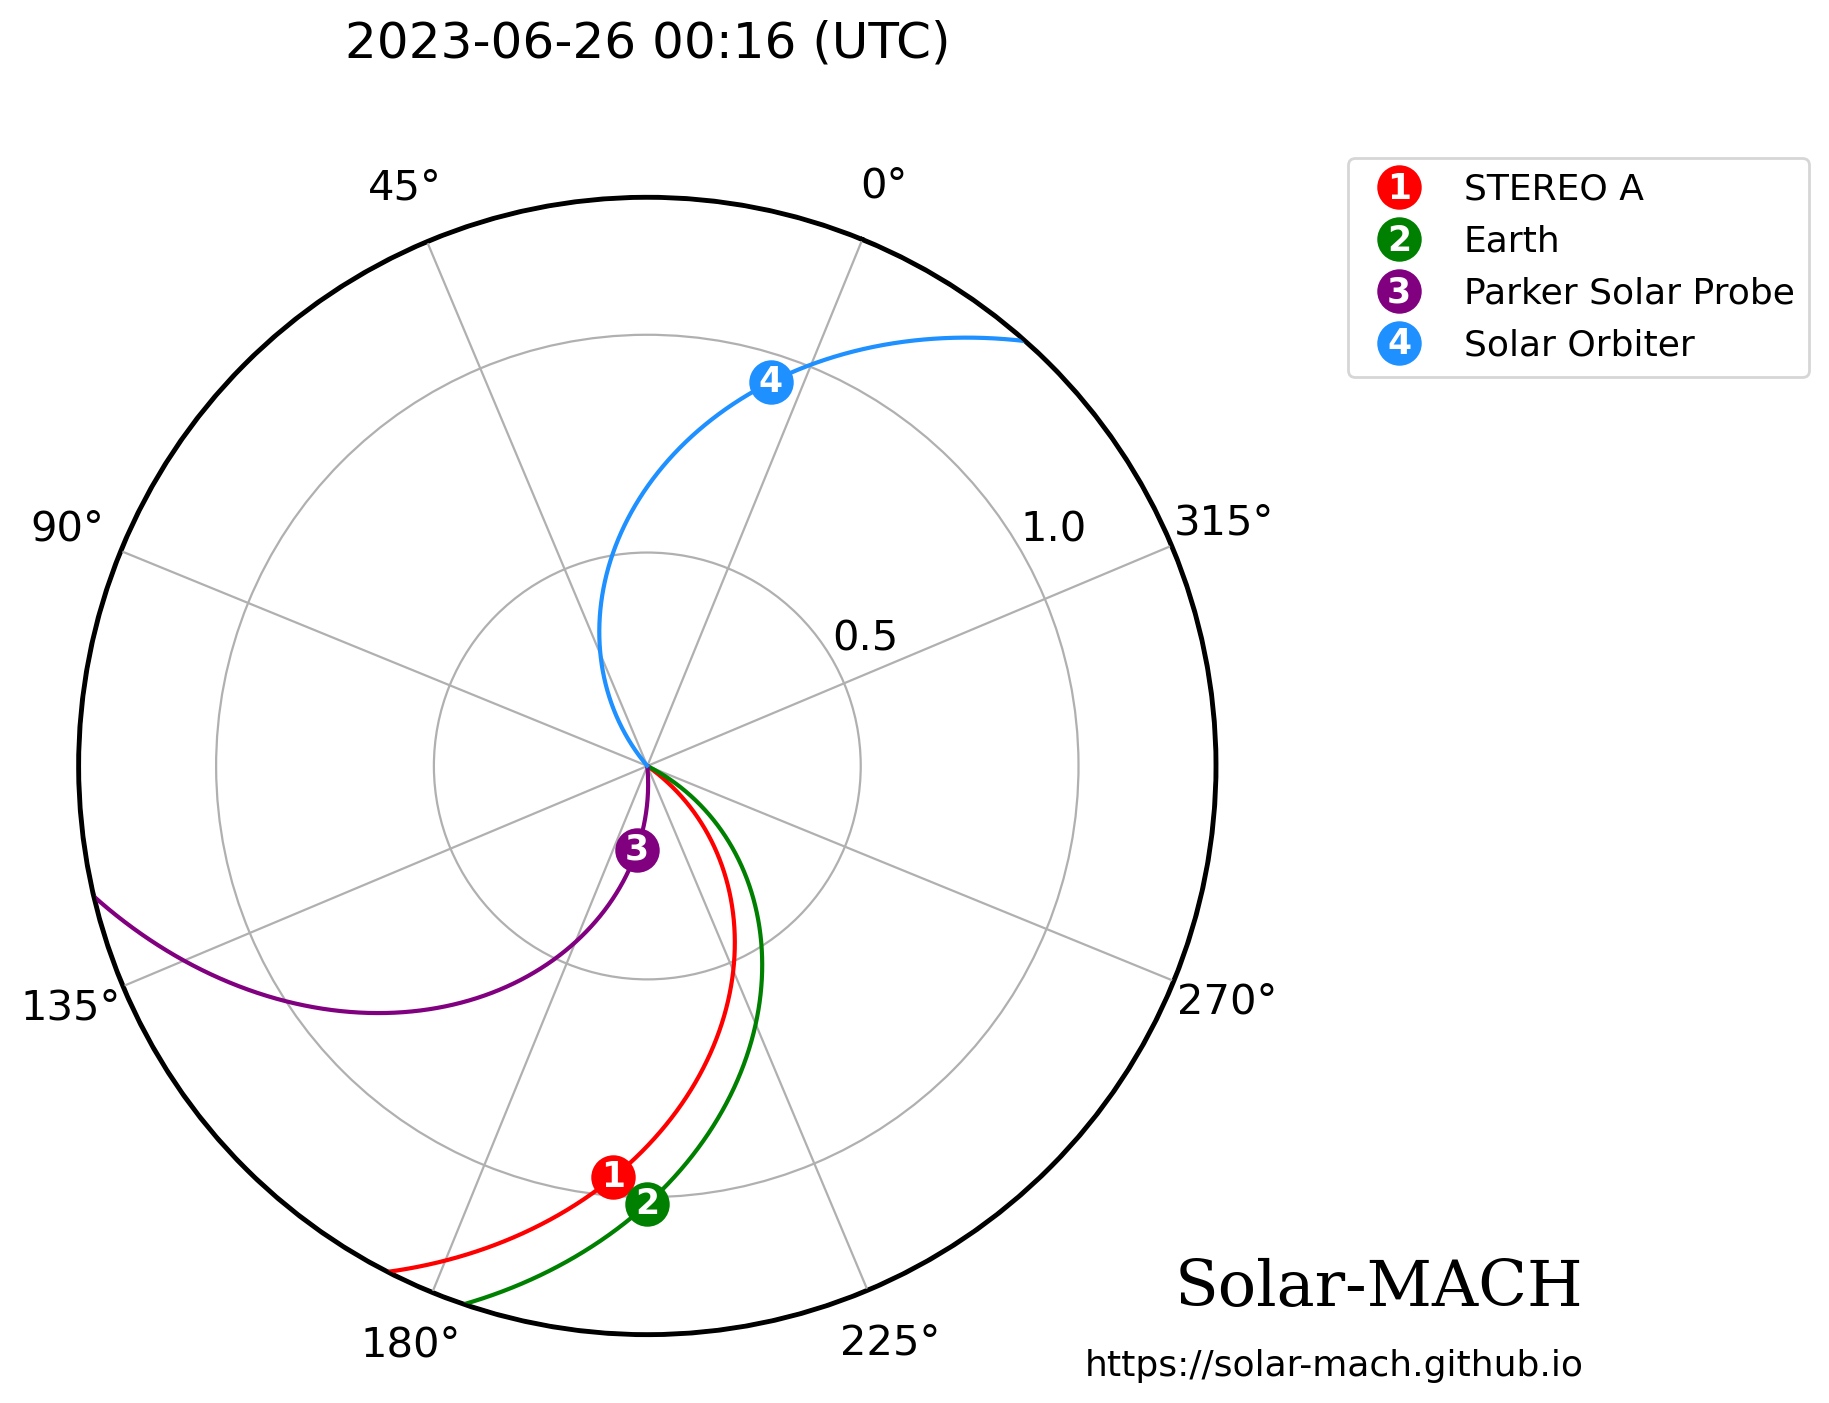 2023-06-26 00:16 (UTC)
45°
0°
1 STEREO A
2 Earth
3 Parker Solar Probe
4 Solar Orbiter
4
90°
1.0
315°
0.5
3
135°
270°
1
2
180°
225°
Solar-MACH
https://solar-mach.github.io